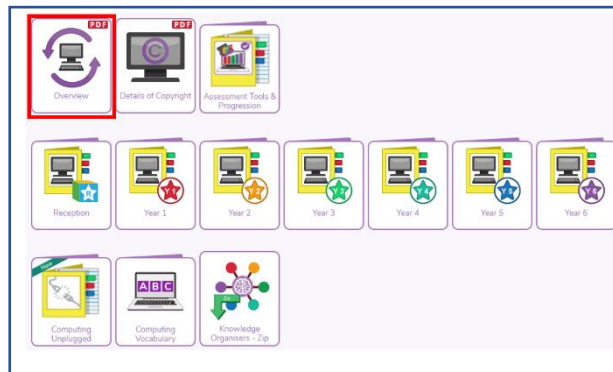 PDF
PDF
Overview
Details of Copyright
Assessment Tools &
Progression
R
Reception
Year 1
Year 2
Year 3
Year 4
Year 5
Year 6
New
ABC
Zip
Computing
Unplugged
Computing
Vocabulary
Knowledge
Organisers - Zip